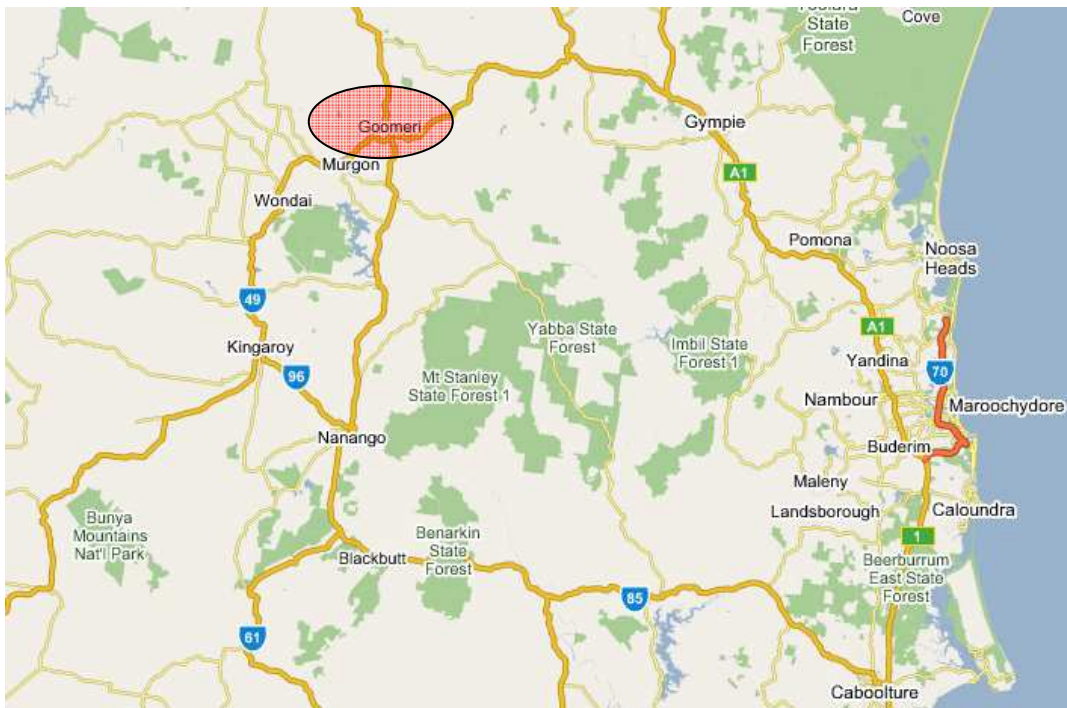 State
Forest
Cove
Goomeri
Gympie
Murgon
A1
Wondai
Pomona
Noosa
Heads
49
Yabba State
Forest
Imbil State
Forest 1
A1
Kingaroy
Yandina
96
Mt Stanley
State Forest 1
70
Nambour
Maroochydore
Nanango
Buderim
Maleny
Landsborough
Caloundra
Bunya
Mountains
Nat'l Park
Benarkin
State
Forest
1
Blackbutt
Beerburrum
East State
Forest
85
61
Caboolture